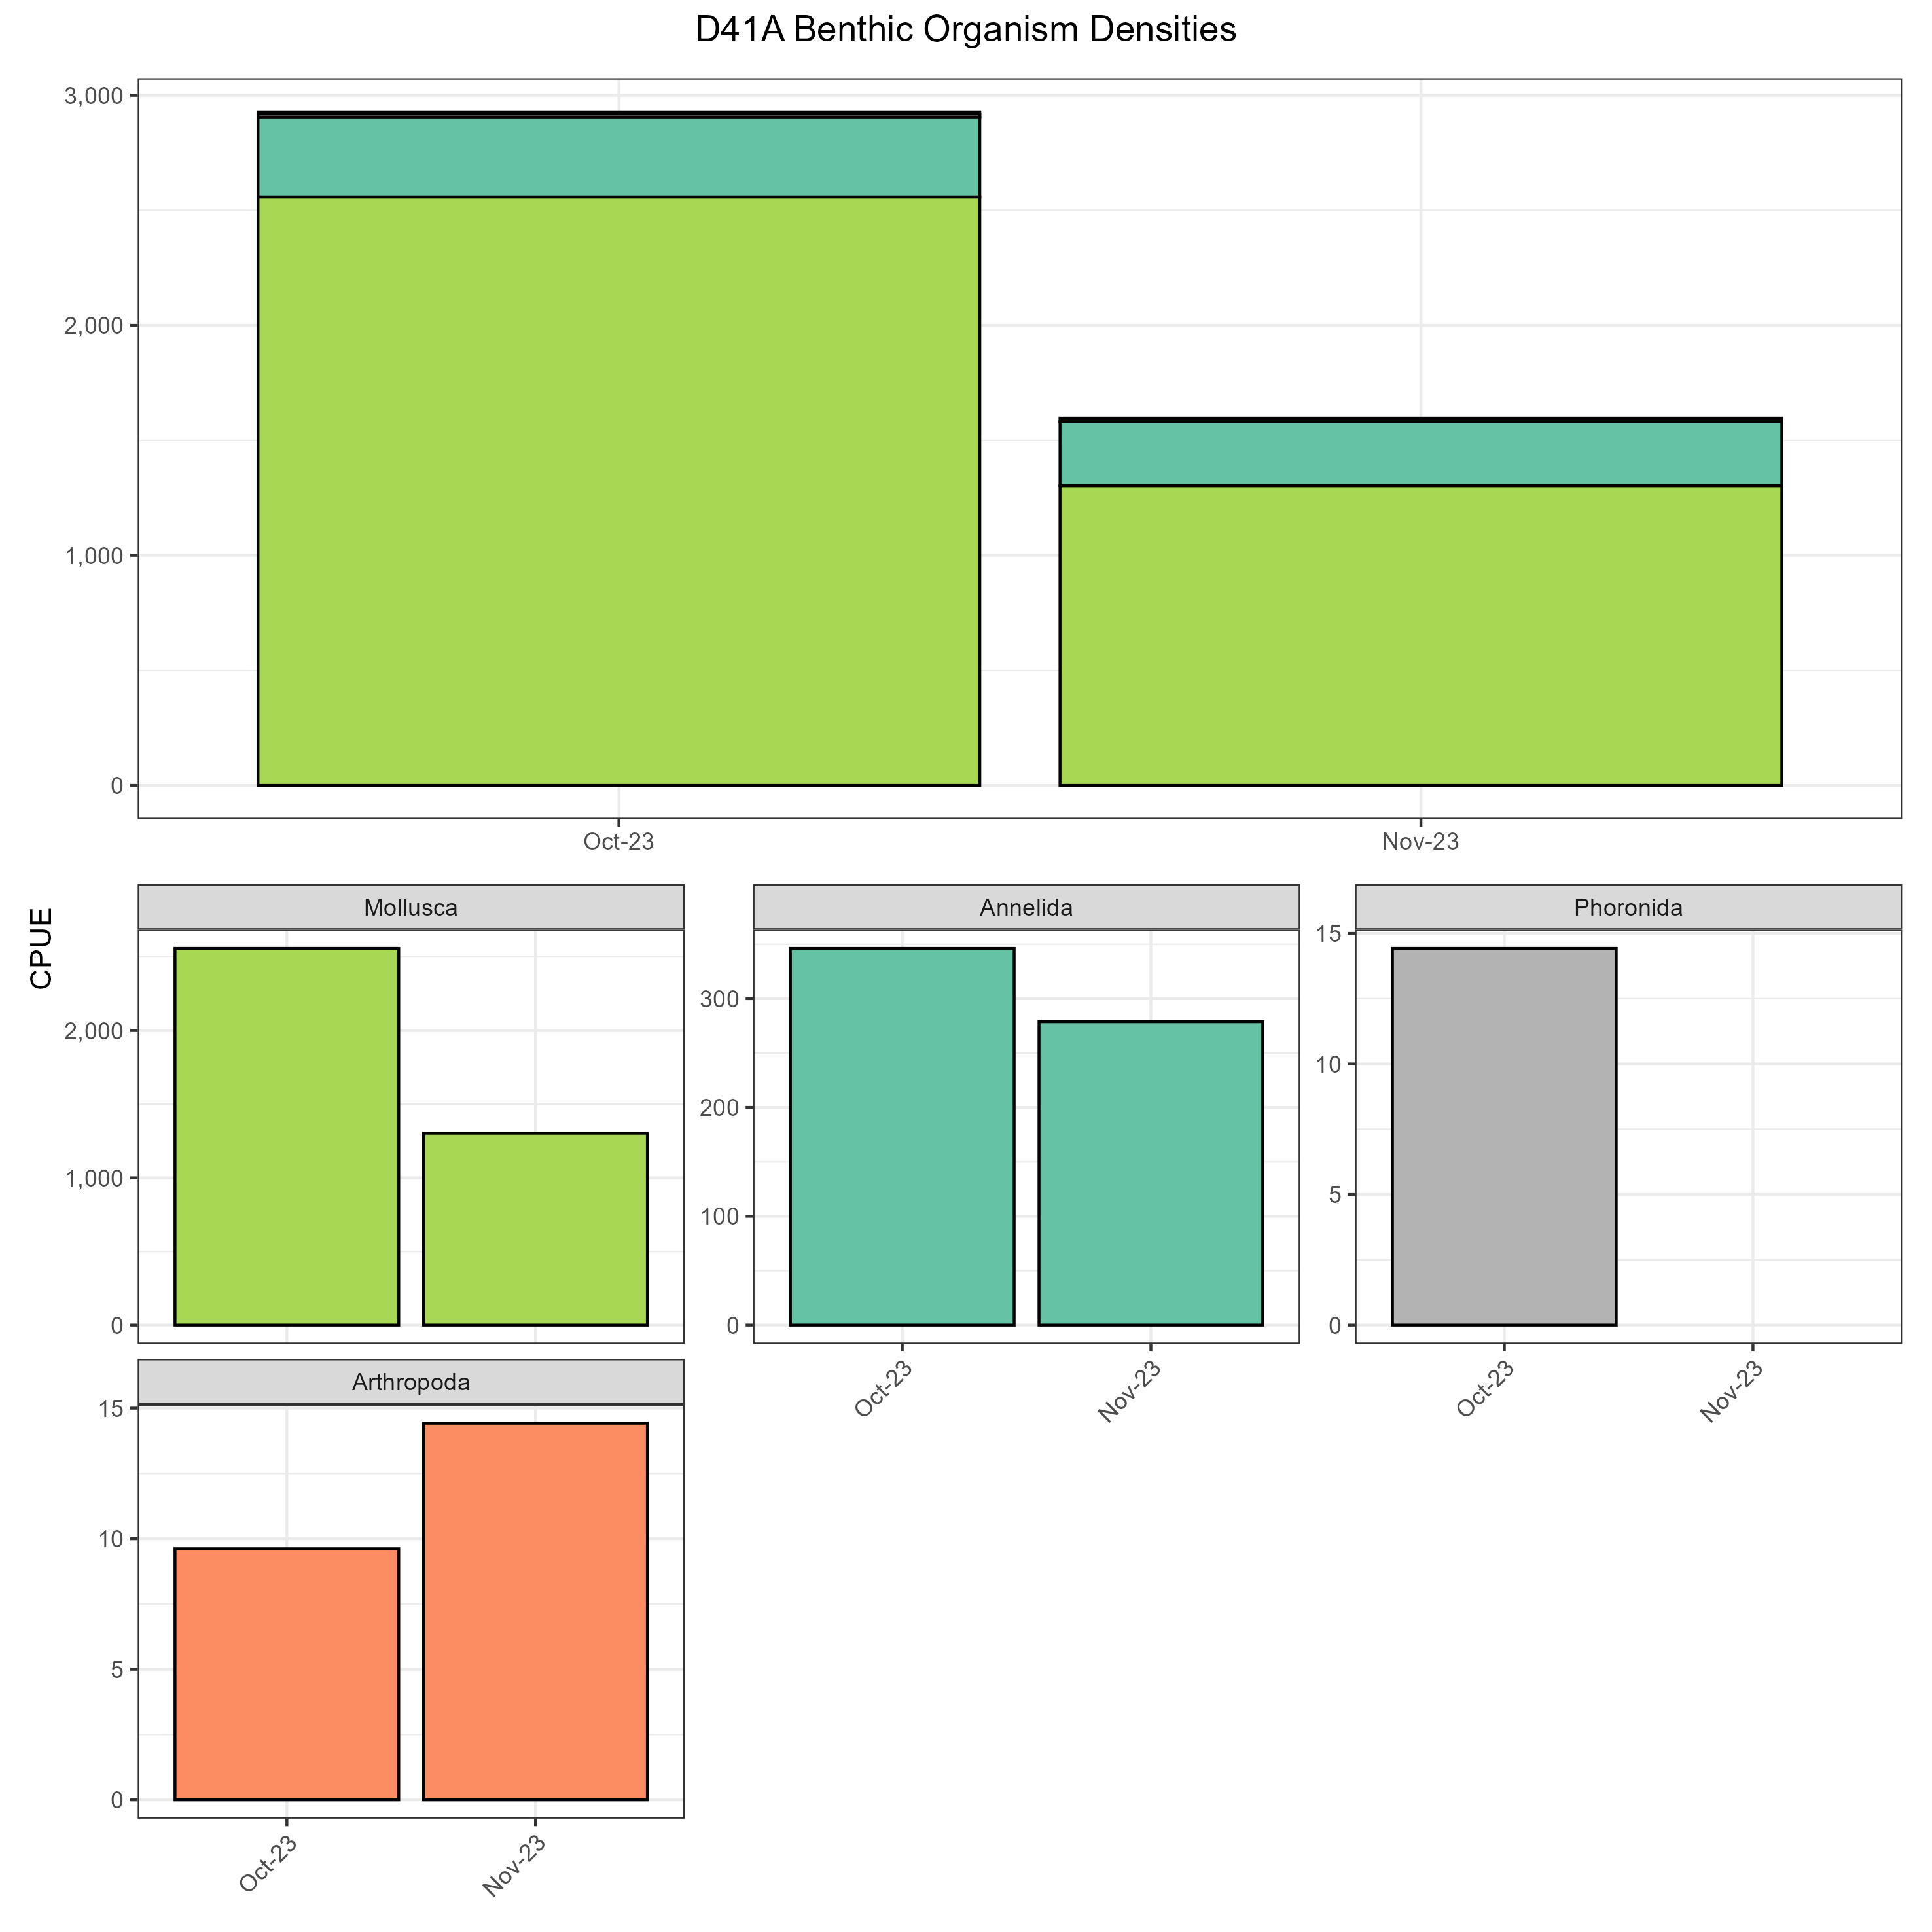 D41A Benthic Organism Densities
3,000
2,000
1,000
0
Oct-23 Nov-23
CPUE
Mollusca Annelida Phoronida
2,000
1,000
0
300
200
100
0
15
10
5
0
Oct-23 Nov-23 Oct-23 Nov-23
Arthropoda
15
10
5
0
Oct-23 Nov-23